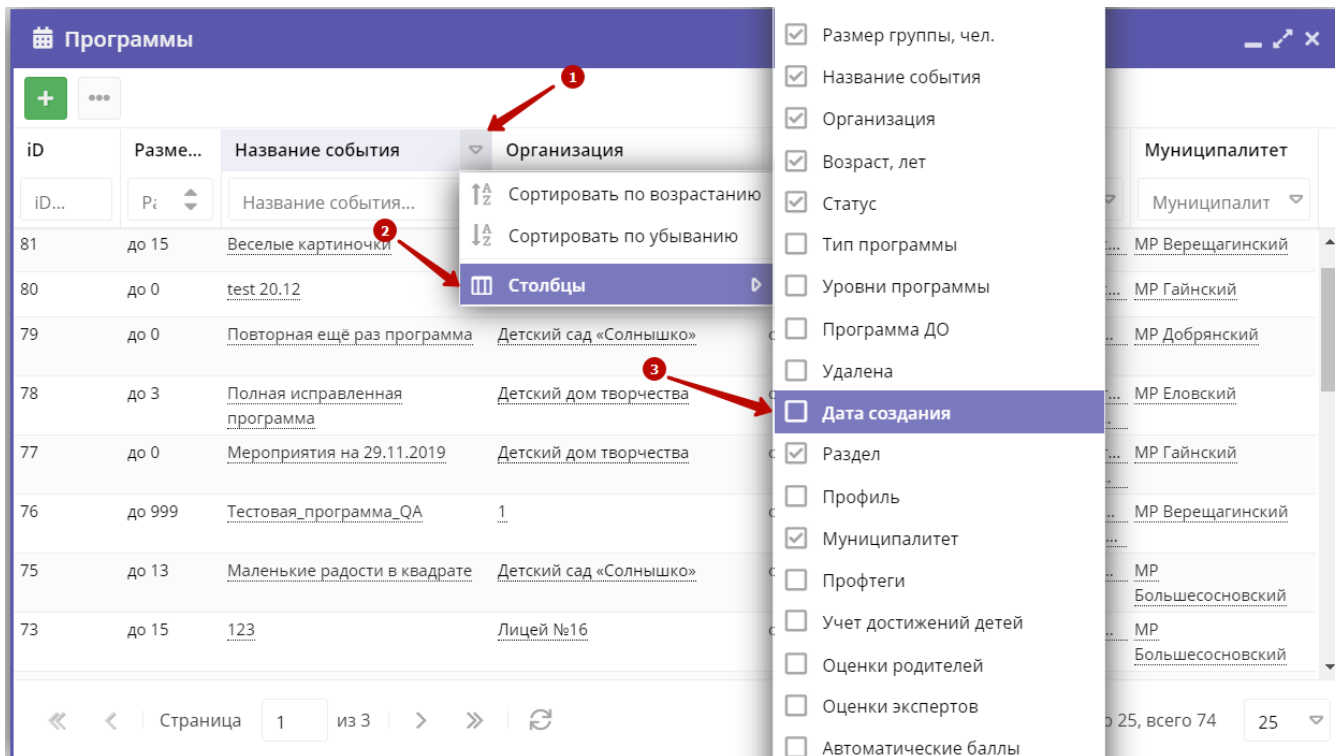 Программы
1
iD
Разме...
Название события
Организация
Муниципалитет
iD...
Название события...
Муниципалит
Сортировать по возрастанию
Сортировать по убыванию
2
Столбцы
Размер группы, чел.
Название события
Организация
Возраст, лет
Статус
Тип программы
Уровни программы
Программа ДО
Удалена
3
Дата создания
Раздел
Профиль
Муниципалитет
Профтеги
Учет достижений детей
Оценки родителей
Оценки экспертов
Автоматические баллы
81 до 15 Веселые картиночки МР Верещагинский
80 до 0 test 20.12 МР Гайнский
79 до 0 Повторная ещё раз программа Детский сад «Солнышко» МР Добрянский
78 до 3 Полная исправленная Детский дом творчества МР Еловский
программа
77 до 0 Мероприятия на 29.11.2019 Детский дом творчества МР Гайнский
76 до 999 Тестовая_программа_QA 1 МР Верещагинский
75 до 13 Маленькие радости в квадрате Детский сад «Солнышко» МР
Большесосновский
73 до 15 123 Лицей №16 МР
Большесосновский
Страница 1 из 3
25, всего 74 25